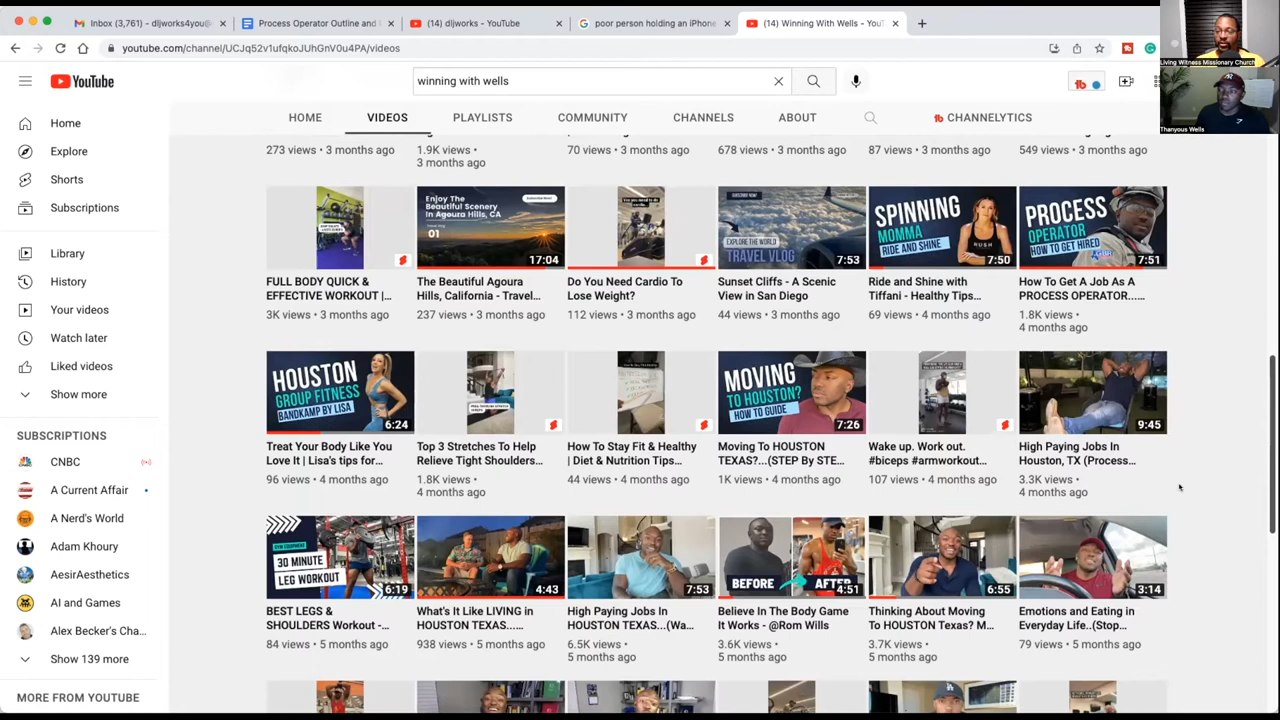 Inbox (3,761) - dljworks4you@
Process Operator Outline and
(14) dljworks - YouTube
poor person holding an iPhone
(14) Winning With Wells - YouT
youtube.com/channel/UCJq52v1ufqkoJUhGnV0u4PA/videos
Living Witness Missionary Church
Thanyous Wells
YouTube
winning with wells
HOME
VIDEOS
PLAYLISTS
COMMUNITY
CHANNELS
ABOUT
CHANNELYTICS
Home
Explore
Shorts
Subscriptions
Library
History
Your videos
Watch later
Liked videos
Show more
SUBSCRIPTIONS
CNBC
A Current Affair
A Nerd's World
Adam Khoury
AesirAesthetics
AI and Games
Alex Becker's Cha...
Show 139 more
MORE FROM YOUTUBE
273 views • 3 months ago
1.9K views •
3 months ago
70 views • 3 months ago
678 views • 3 months ago
87 views • 3 months ago
549 views • 3 months ago
FULL BODY QUICK &
EFFECTIVE WORKOUT |...
3K views • 3 months ago
Enjoy The
Beautiful Scenery
In Agoura Hills, CA
01
17:04
The Beautiful Agoura
Hills, California - Travel...
237 views • 3 months ago
Do You Need Cardio To
Lose Weight?
112 views • 3 months ago
EXPLORE THE WORLD
TRAVEL VLOG
7:53
Sunset Cliffs - A Scenic
View in San Diego
44 views • 3 months ago
SPINNING
MOMMA
RIDE AND SHINE
RUSH
7:50
Ride and Shine with
Tiffani - Healthy Tips...
69 views • 4 months ago
PROCESS
OPERATOR
HOW TO GET HIRED
7:51
How To Get A Job As A
PROCESS OPERATOR......
1.8K views •
4 months ago
HOUSTON
GROUP FITNESS
BANDKAMP BY LISA
6:24
Treat Your Body Like You
Love It | Lisa's tips for...
96 views • 4 months ago
Top 3 Stretches To Help
Relieve Tight Shoulders...
1.8K views •
4 months ago
How To Stay Fit & Healthy
| Diet & Nutrition Tips...
44 views • 4 months ago
MOVING
TO HOUSTON?
HOW TO GUIDE
7:26
Moving To HOUSTON
TEXAS?...(STEP By STE...
1K views • 4 months ago
Wake up. Work out.
#biceps #armworkout...
107 views • 4 months ago
9:45
High Paying Jobs In
Houston, TX (Process...
3.3K views •
4 months ago
GYM EQUIPMENT
30 MINUTE
LEG WORKOUT
6:19
BEST LEGS &
SHOULDERS Workout -...
84 views • 5 months ago
4:43
What's It Like LIVING in
HOUSTON TEXAS......
938 views • 5 months ago
7:53
High Paying Jobs In
HOUSTON TEXAS...(Wa...
6.5K views •
5 months ago
BEFORE
AFTER
4:51
Believe In The Body Game
It Works - @Rom Wills
3.6K views •
5 months ago
6:55
Thinking About Moving
To HOUSTON Texas? M...
3.7K views •
5 months ago
3:14
Emotions and Eating in
Everyday Life..(Stop...
79 views • 5 months ago